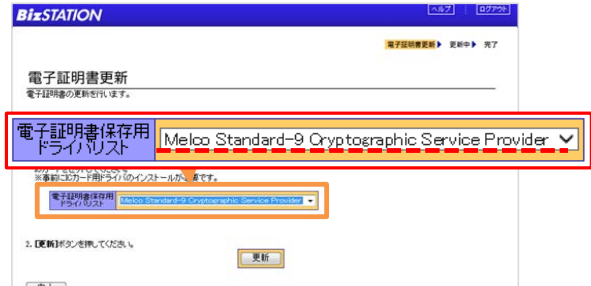 BizSTATION
ヘルプ
ログアウト
電子証明書更新 更新中 完了
電子証明書更新
電子証明書の更新を行います。
電子証明書保存用
ドライバリスト
Melco Standard-9 Cryptographic Service Provider
※事前にICカード用ドライバのインストールが必要です。
電子証明書保存用
ドライバリスト
Melco Standard-9 Cryptographic Service Provider
2. [更新]ボタンを押してください。
更新